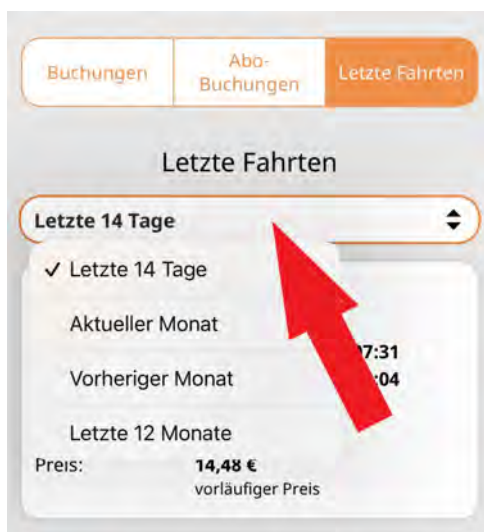 Buchungen
Abo-
Buchungen
Letzte Fahrten
Letzte Fahrten
Letzte 14 Tage
✓ Letzte 14 Tage
Aktueller Monat
Vorheriger Monat
Letzte 12 Monate
Preis:
14,48 €
vorläufiger Preis